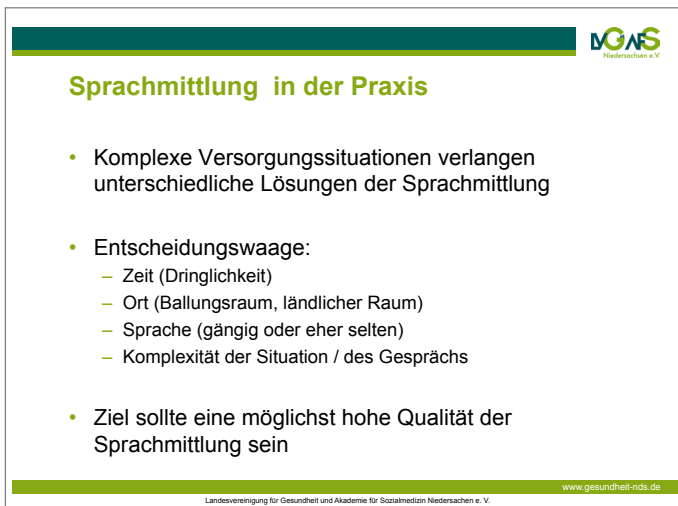 LVG AFS
Niedersachsen e.V.
Sprachmittlung in der Praxis
• Komplexe Versorgungssituationen verlangen
unterschiedliche Lösungen der Sprachmittlung
• Entscheidungswaage:
– Zeit (Dringlichkeit)
– Ort (Ballungsraum, ländlicher Raum)
– Sprache (gängig oder eher selten)
– Komplexität der Situation / des Gesprächs
• Ziel sollte eine möglichst hohe Qualität der
Sprachmittlung sein
www.gesundheit-nds.de
Landesvereinigung für Gesundheit und Akademie für Sozialmedizin Niedersachen e. V.